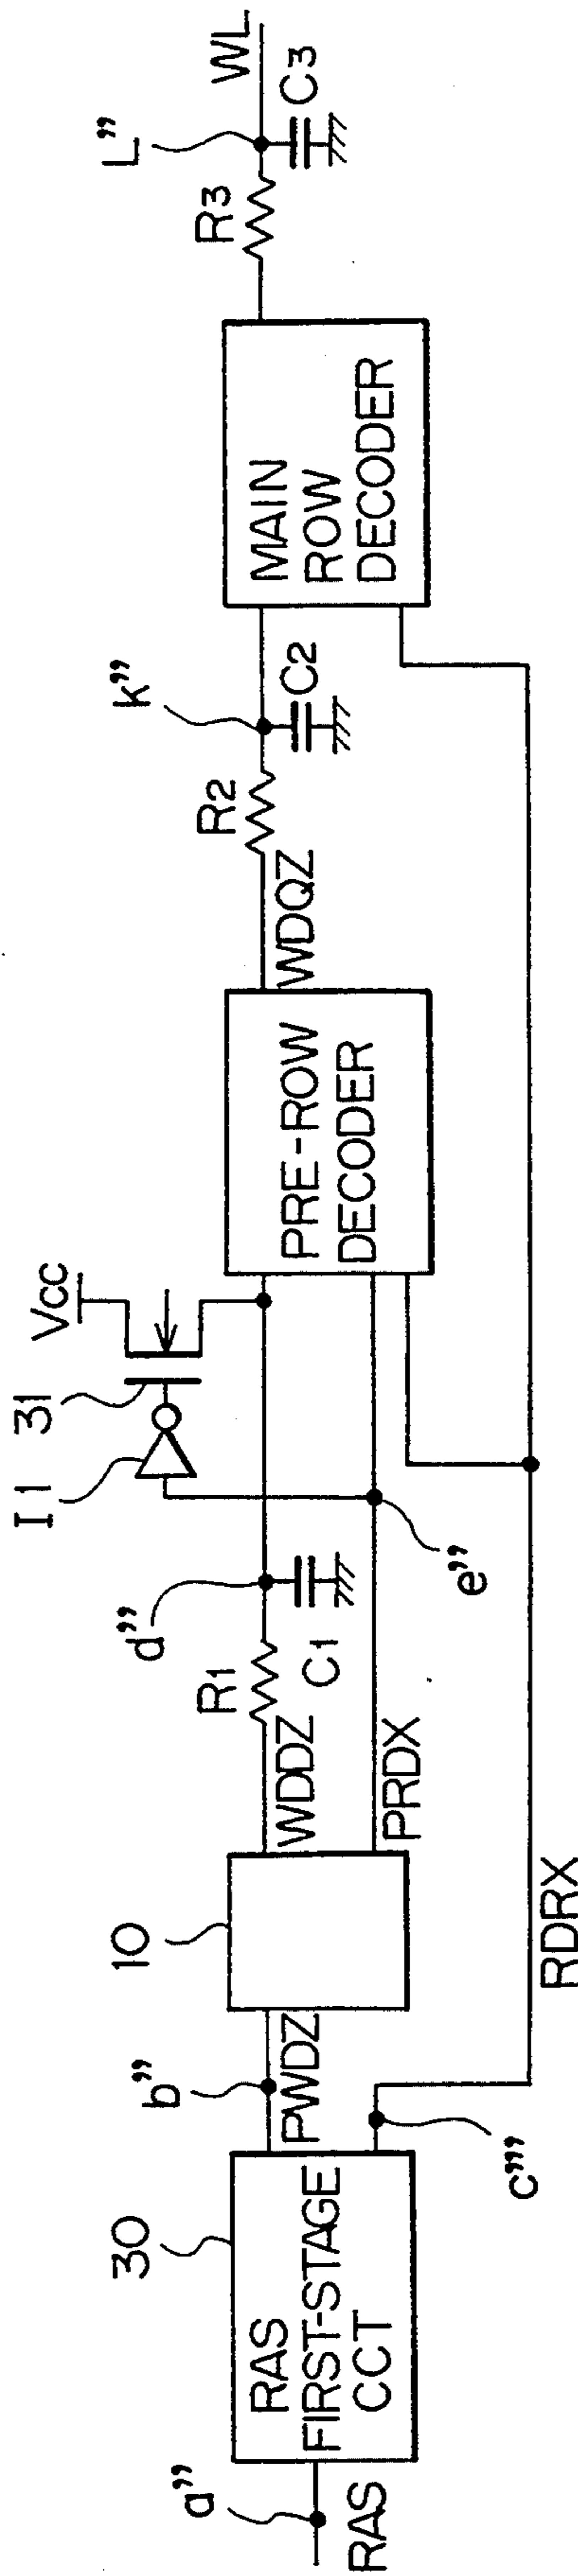 a”
RAS
30
RAS
FIRST-STAGE
CCT
b”
PWDZ
c”’
RDRX
10
WDDZ
PRDX
R1
d”
C1
e”
I1
31
Vcc
PRE-ROW
DECODER
WDQZ
R2
k”
C2
MAIN
ROW
DECODER
R3
L”
C3
WL